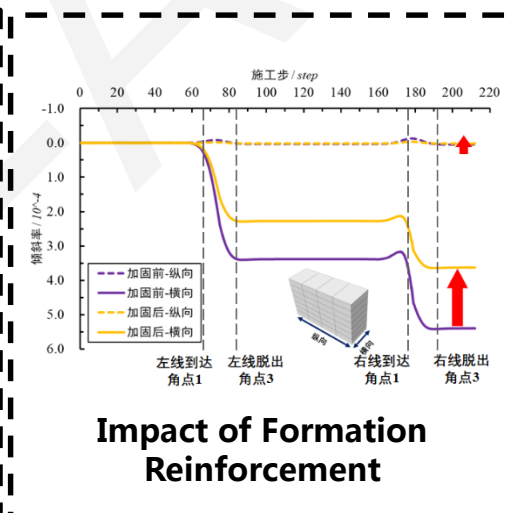 施工步 / step
0 20 40 60 80 100 120 140 160 180 200 220
-1.0
0.0
1.0
2.0
3.0
4.0
5.0
6.0
倾斜率 / 10^-4
加固前-纵向
加固前-横向
加固后-纵向
加固后-横向
纵向
横向
左线到达 左线脱出 右线到达 右线脱出
角点1 角点3 角点1 角点3
Impact of Formation
Reinforcement